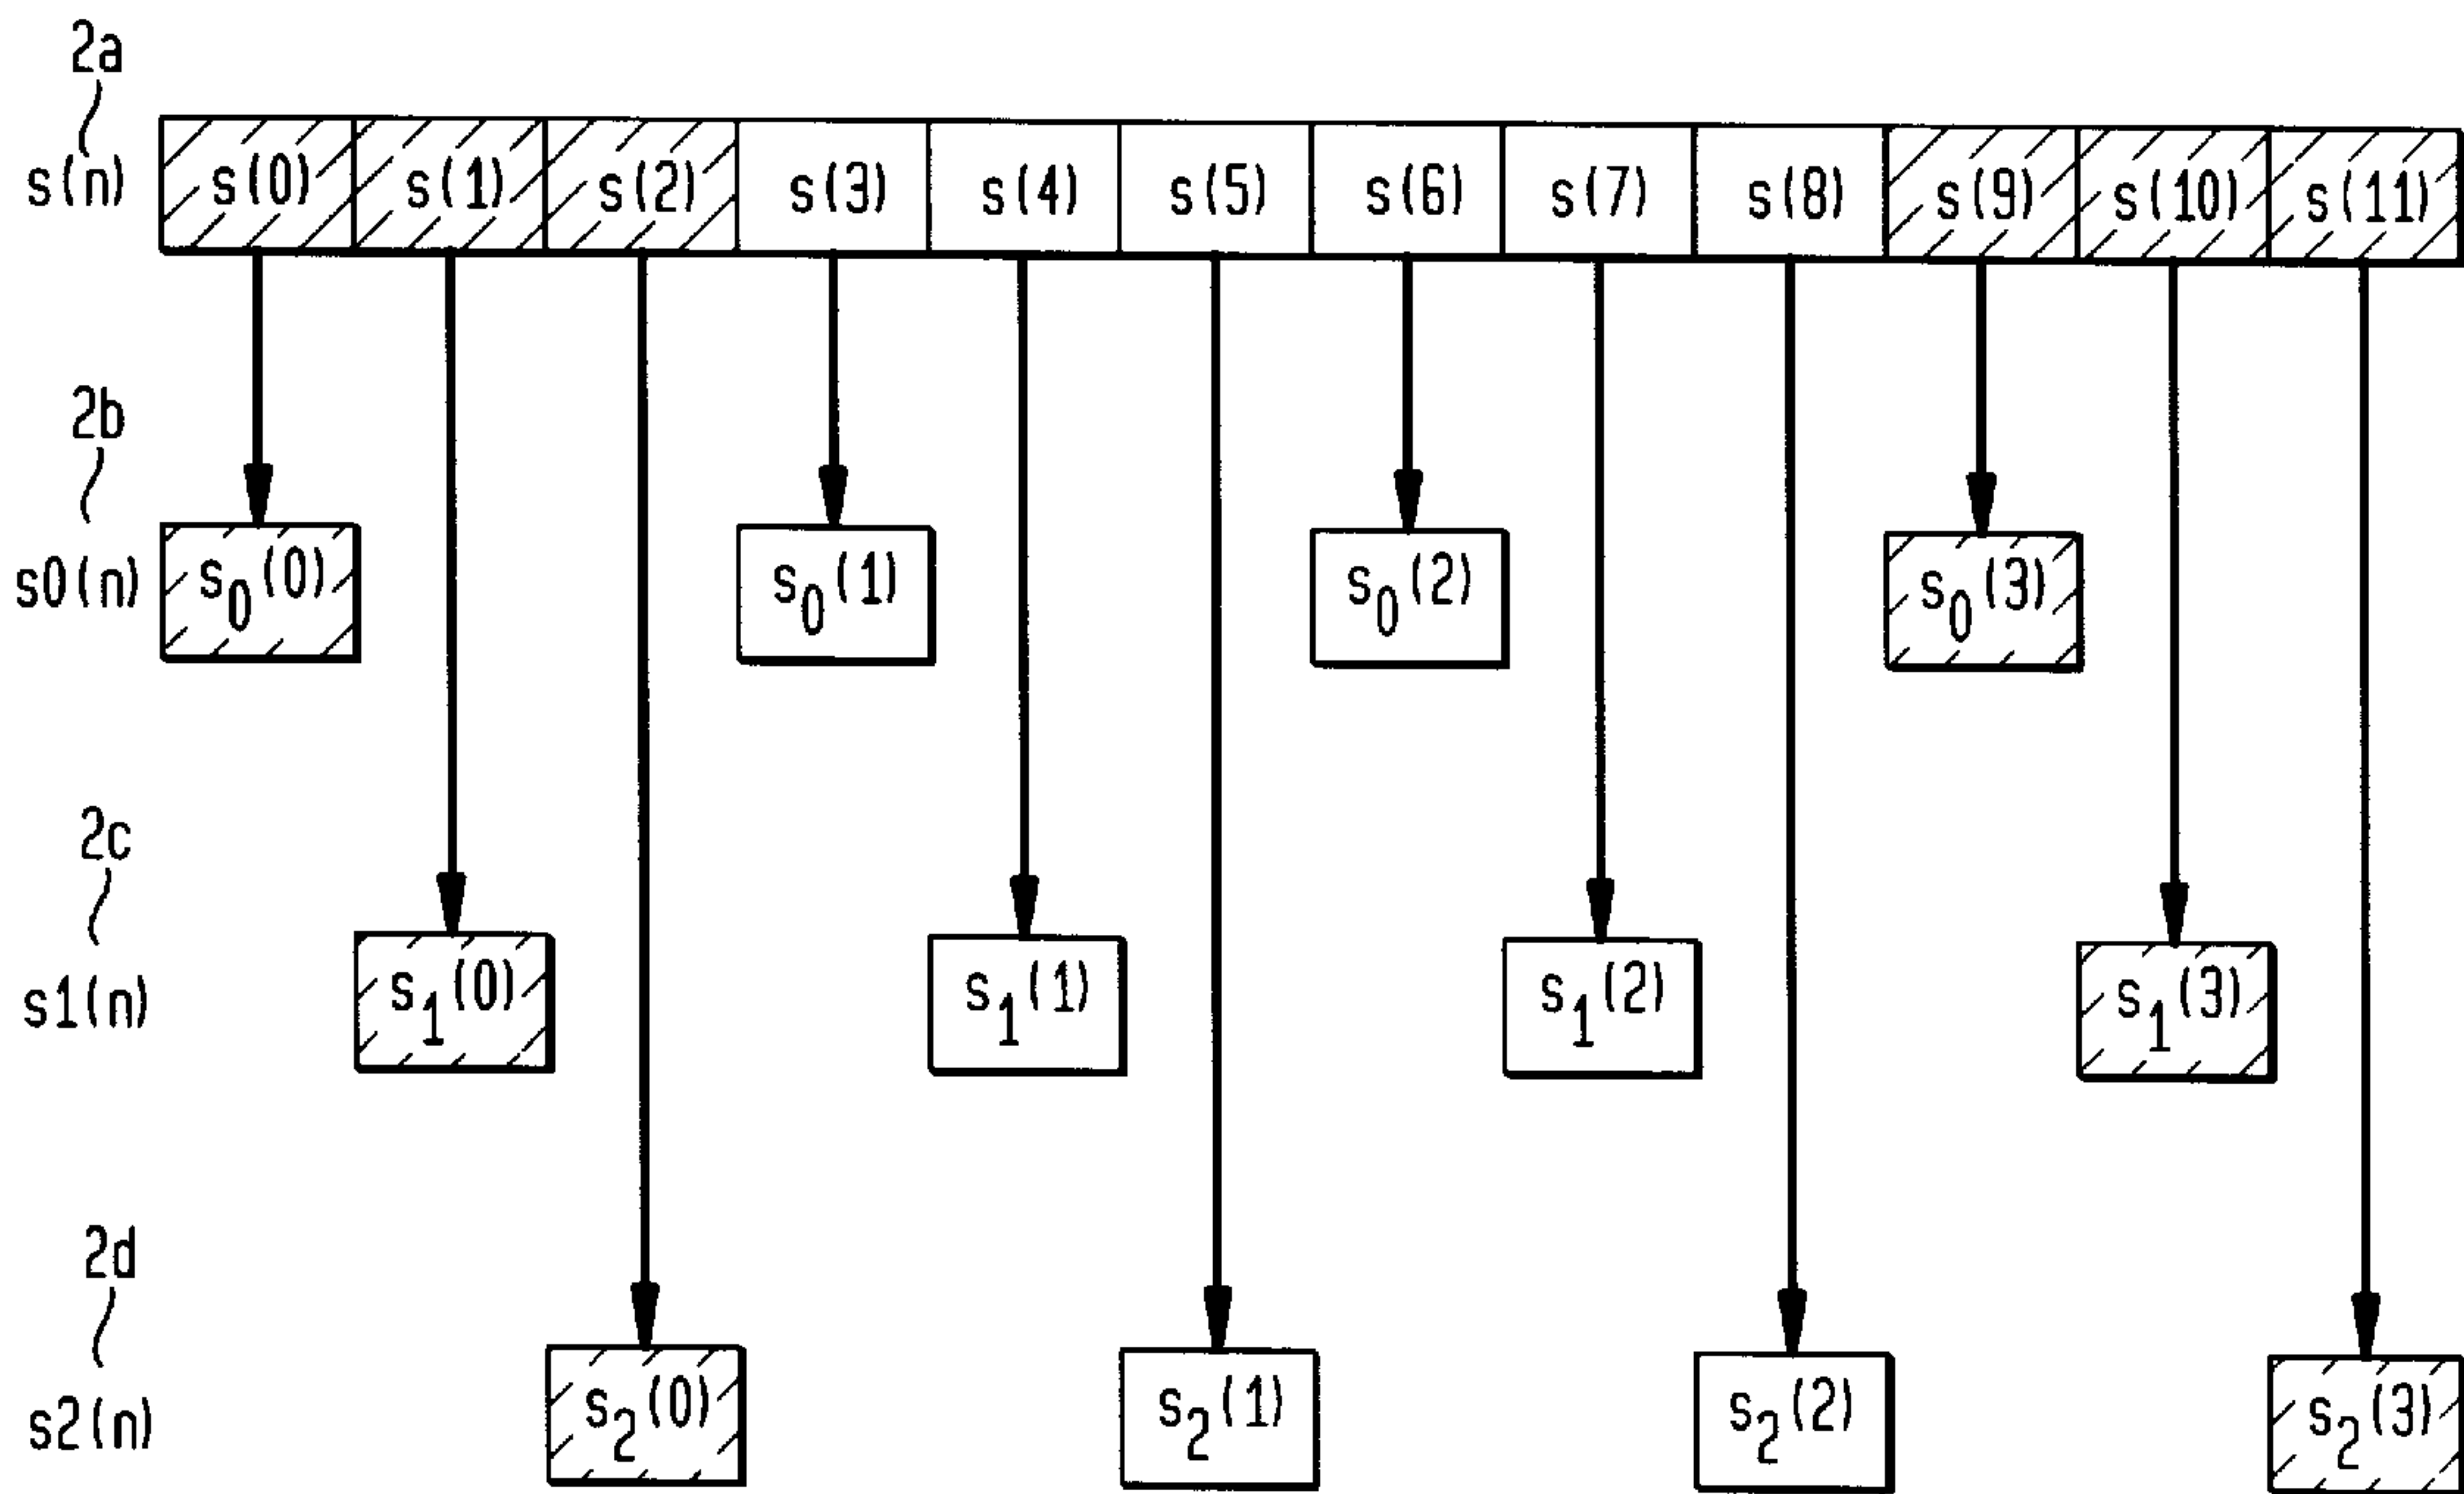 2a
s(n) s(0) s(1) s(2) s(3) s(4) s(5) s(6) s(7) s(8) s(9) s(10) s(11)
2b
s0(n) s0(0) s0(1) s0(2) s0(3)
2c
s1(n) s1(0) s1(1) s1(2) s1(3)
2d
s2(n) s2(0) s2(1) s2(2) s2(3)